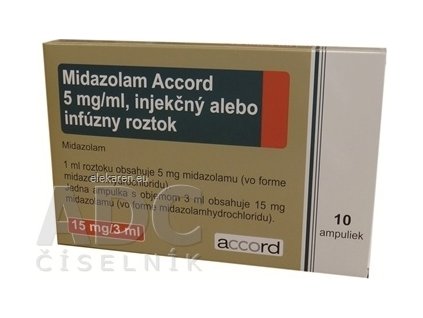 Midazolam Accord
5 mg/ml, injekčný alebo
infúzny roztok
Midazolam
1 ml roztoku obsahuje 5 mg midazolamu (vo forme
elekaren.eu
midazolamhydrochloridu).
Jedna ampulka s objemom 3 ml obsahuje 15 mg
midazolamu (vo forme midazolamhydrochloridu).
15 mg/3 ml
accord
10
ampuliek
ADC
ČÍSELNÍK